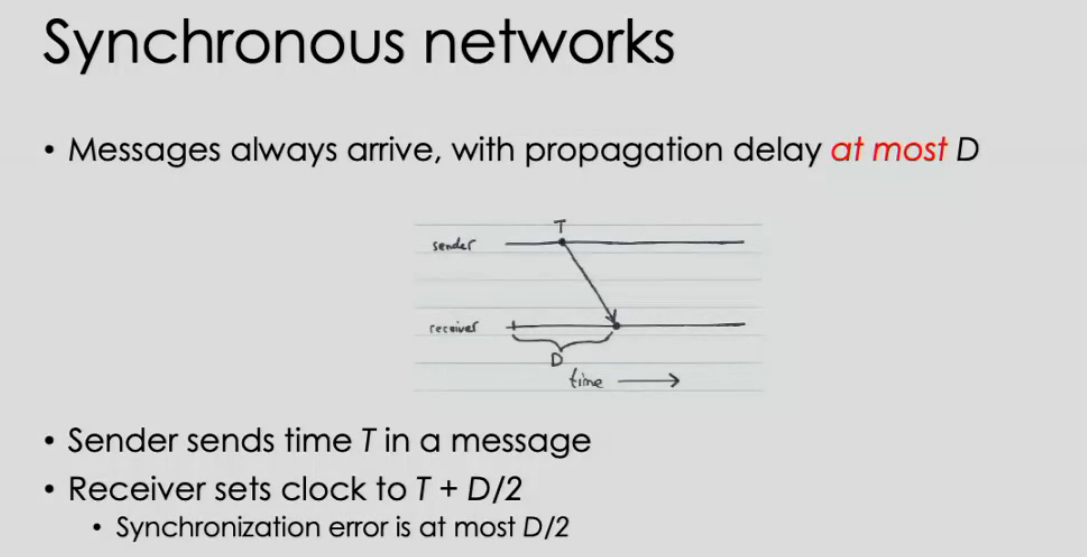 Synchronous networks
• Messages always arrive, with propagation delay at most D
T
sender
receiver
D
time
• Sender sends time T in a message
• Receiver sets clock to T + D/2
• Synchronization error is at most D/2